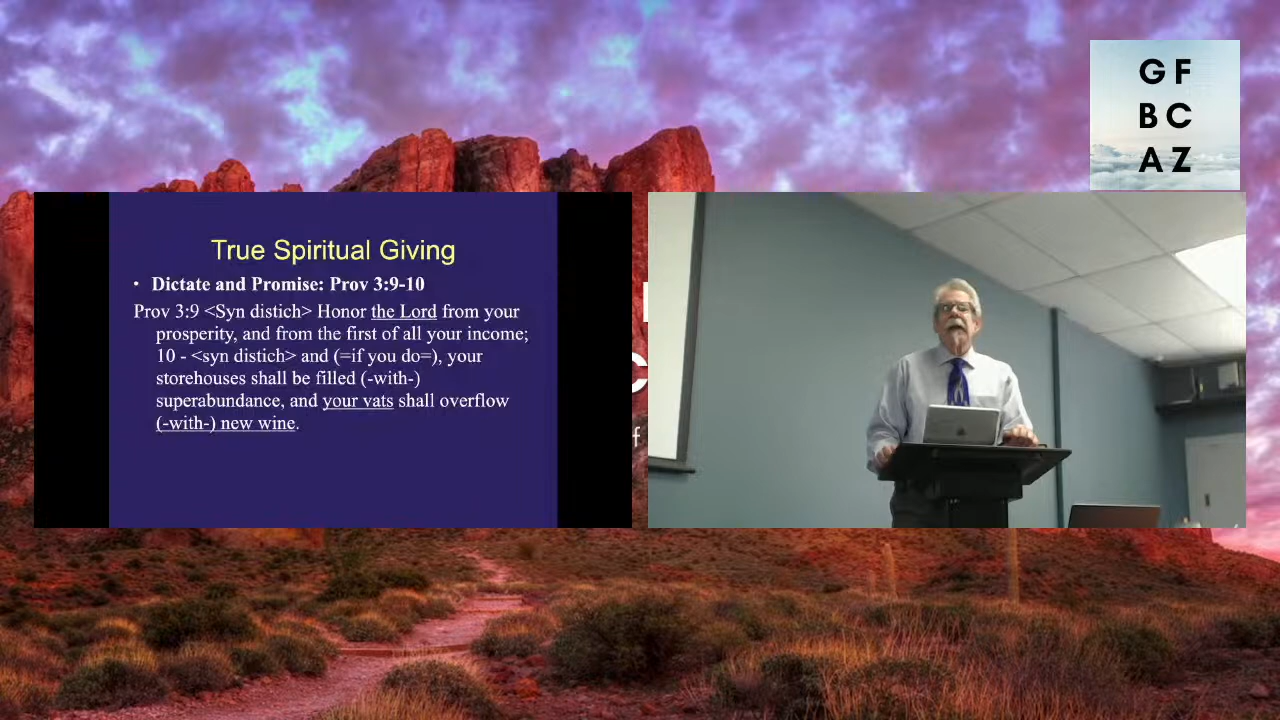 G F
B C
A Z
True Spiritual Giving
• Dictate and Promise: Prov 3:9-10
Prov 3:9 <Syn distich> Honor the Lord from your
prosperity, and from the first of all your income;
10 - <syn distich> and (=if you do=), your
storehouses shall be filled (-with-)
superabundance, and your vats shall overflow
(-with-) new wine.